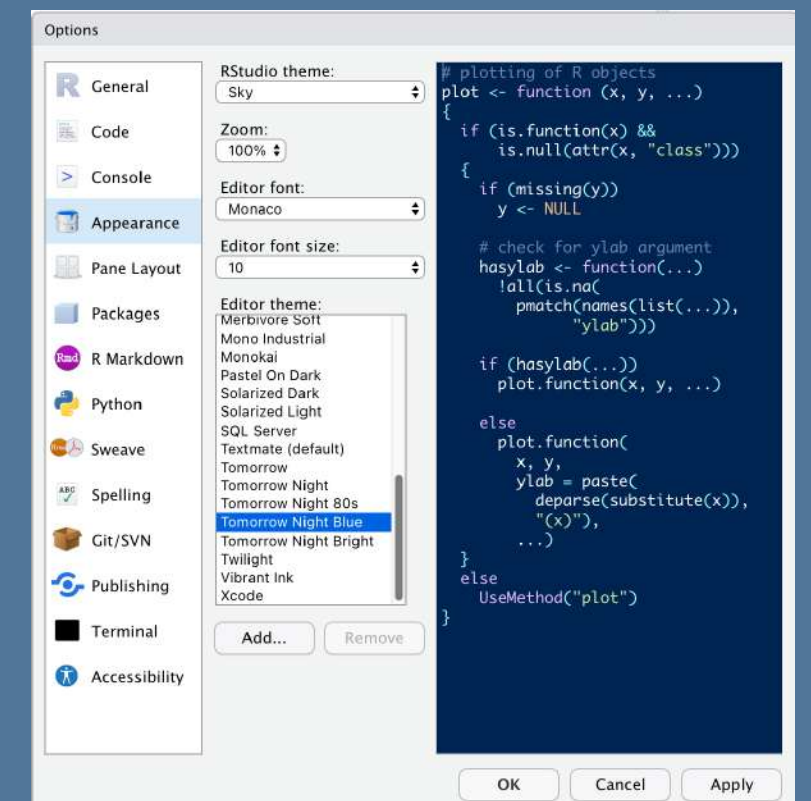 Options
General
Code
Console
Appearance
Pane Layout
Packages
Rmd R Markdown
Python
Sweave
ABC Spelling
Git/SVN
Publishing
Terminal
Accessibility
RStudio theme:
Sky
Zoom:
100%
Editor font:
Monaco
Editor font size:
10
Editor theme:
Merbivore Soft
Mono Industrial
Monokai
Pastel On Dark
Solarized Dark
Solarized Light
SQL Server
Textmate (default)
Tomorrow
Tomorrow Night
Tomorrow Night 80s
Tomorrow Night Blue
Tomorrow Night Bright
Twilight
Vibrant Ink
Xcode
Add... Remove
# plotting of R objects
plot <- function (x, y, ...)
{
  if (is.function(x) &&
      is.null(attr(x, "class")))
  {
    if (missing(y))
      y <- NULL

    # check for ylab argument
    hasylab <- function(...)
      !all(is.na(
        pmatch(names(list(...)),
              "ylab")))

    if (hasylab(...))
      plot.function(x, y, ...)

    else
      plot.function(
        x, y,
        ylab = paste(
          deparse(substitute(x)),
          "(x)"),
        ...)
  }
  else
    UseMethod("plot")
}
OK Cancel Apply